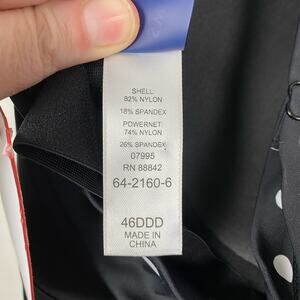 SHELL:
82% NYLON
18% SPANDEX
POWERNET:
74% NYLON
26% SPANDEX
07995
RN 88842
64-2160-6
46DDD
MADE IN
CHINA